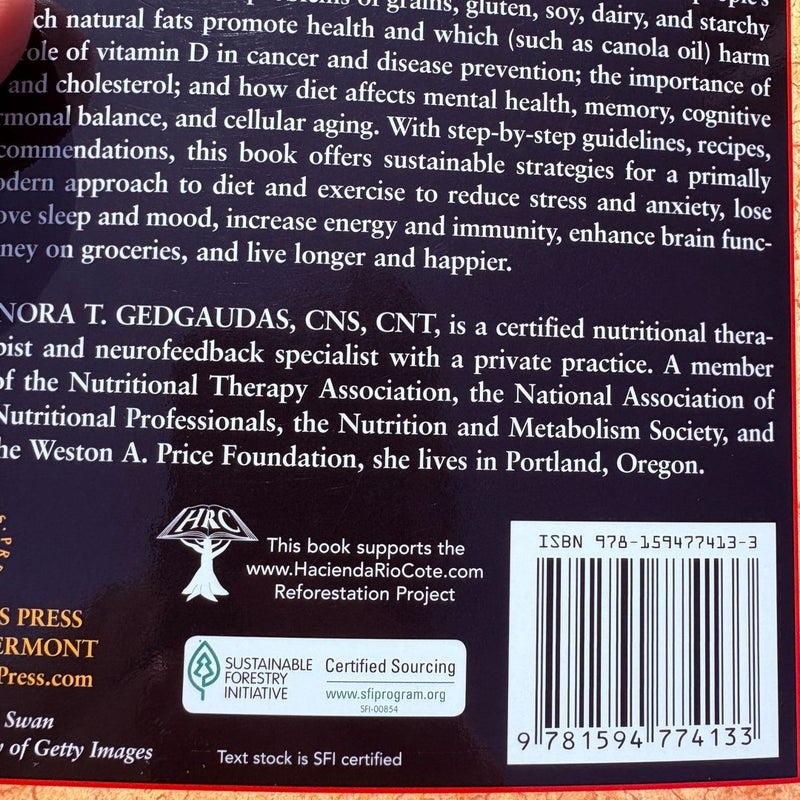 of grains, gluten, soy, dairy, and starchy
ch natural fats promote health and which (such as canola oil) harm
ole of vitamin D in cancer and disease prevention; the importance of
and cholesterol; and how diet affects mental health, memory, cognitive
rmonal balance, and cellular aging. With step-by-step guidelines, recipes,
commendations, this book offers sustainable strategies for a primally
odern approach to diet and exercise to reduce stress and anxiety, lose
ove sleep and mood, increase energy and immunity, enhance brain func-
ney on groceries, and live longer and happier.
NORA T. GEDGAUDAS, CNS, CNT, is a certified nutritional thera-
pist and neurofeedback specialist with a private practice. A member
of the Nutritional Therapy Association, the National Association of
Nutritional Professionals, the Nutrition and Metabolism Society, and
he Weston A. Price Foundation, she lives in Portland, Oregon.
HRC
This book supports the
www.HaciendaRioCote.com
Reforestation Project
S PRESS
ERMONT
Press.com
Swan
of Getty Images
SUSTAINABLE
FORESTRY
INITIATIVE
Certified Sourcing
www.sfiprogram.org
SFI-00854
Text stock is SFI certified
ISBN 978-159477413-3
9 781594 774133